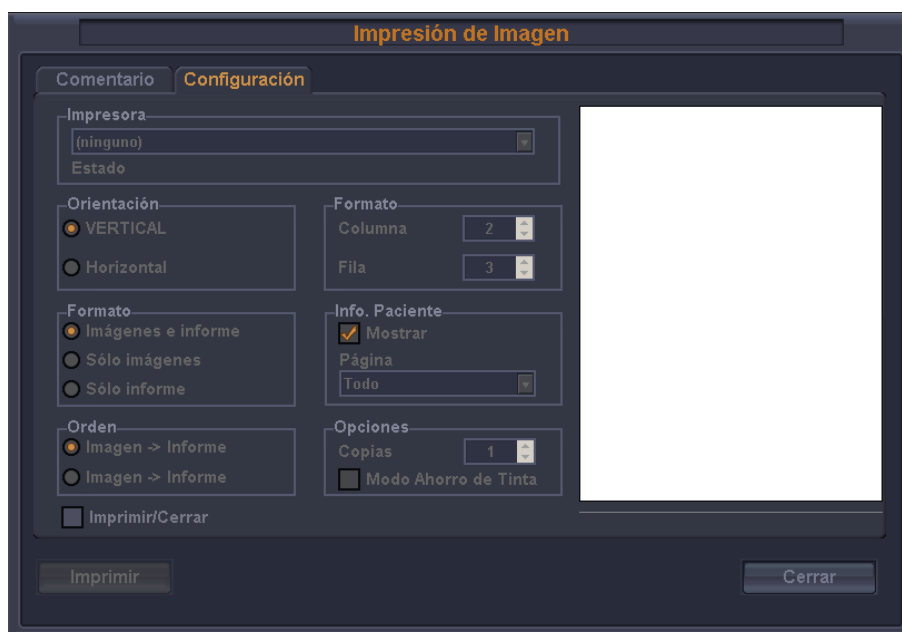 Impresión de Imagen
Comentario Configuración
Impresora
(ninguno)
Estado
Orientación
VERTICAL
Horizontal
Formato
Columna 2
Fila 3
Formato
Imágenes e informe
Sólo imágenes
Sólo informe
Info. Paciente
Mostrar
Página
Todo
Orden
Imagen -> Informe
Imagen -> Informe
Opciones
Copias 1
Modo Ahorro de Tinta
Imprimir/Cerrar
Imprimir Cerrar